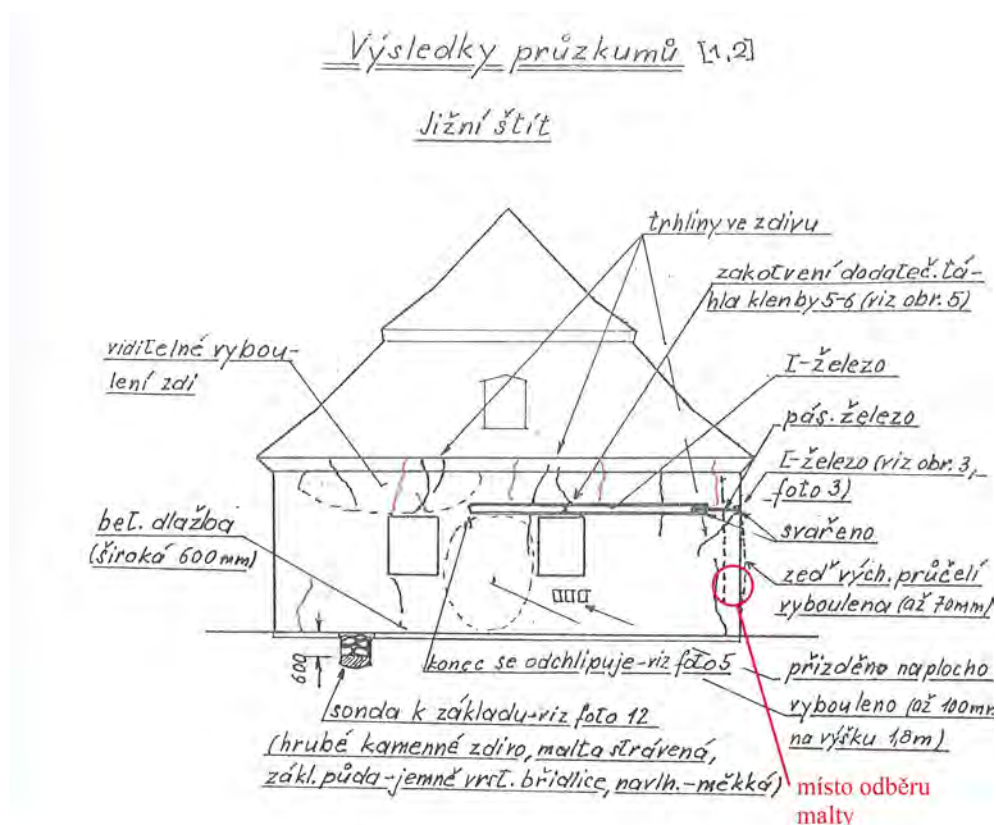 Výsledky průzkumů [1,2]
Jižní štít
trhliny ve zdivu
zakotvení dodateč. tá-
hla klenby 5-6 (viz obr. 5)
viditelné vybou-
lení zdi
I-železo
pás. železo
I-železo (viz obr. 3,
foto 3)
bet. dlažba
(široká 600mm)
svařeno
zeď vých. průčelí
vyboulena (až 70mm)
600
konec se odchlipuje-viz foto 5
přizděno naplocho
vybouleno (až 100mm
na výšku 1,8m)
sonda k základu-viz foto 12
(hrubé kamenné zdivo, malta strávená,
zákl. půda-jemně vrst. břidlice, navlh.-měkká)
místo odběru
malty